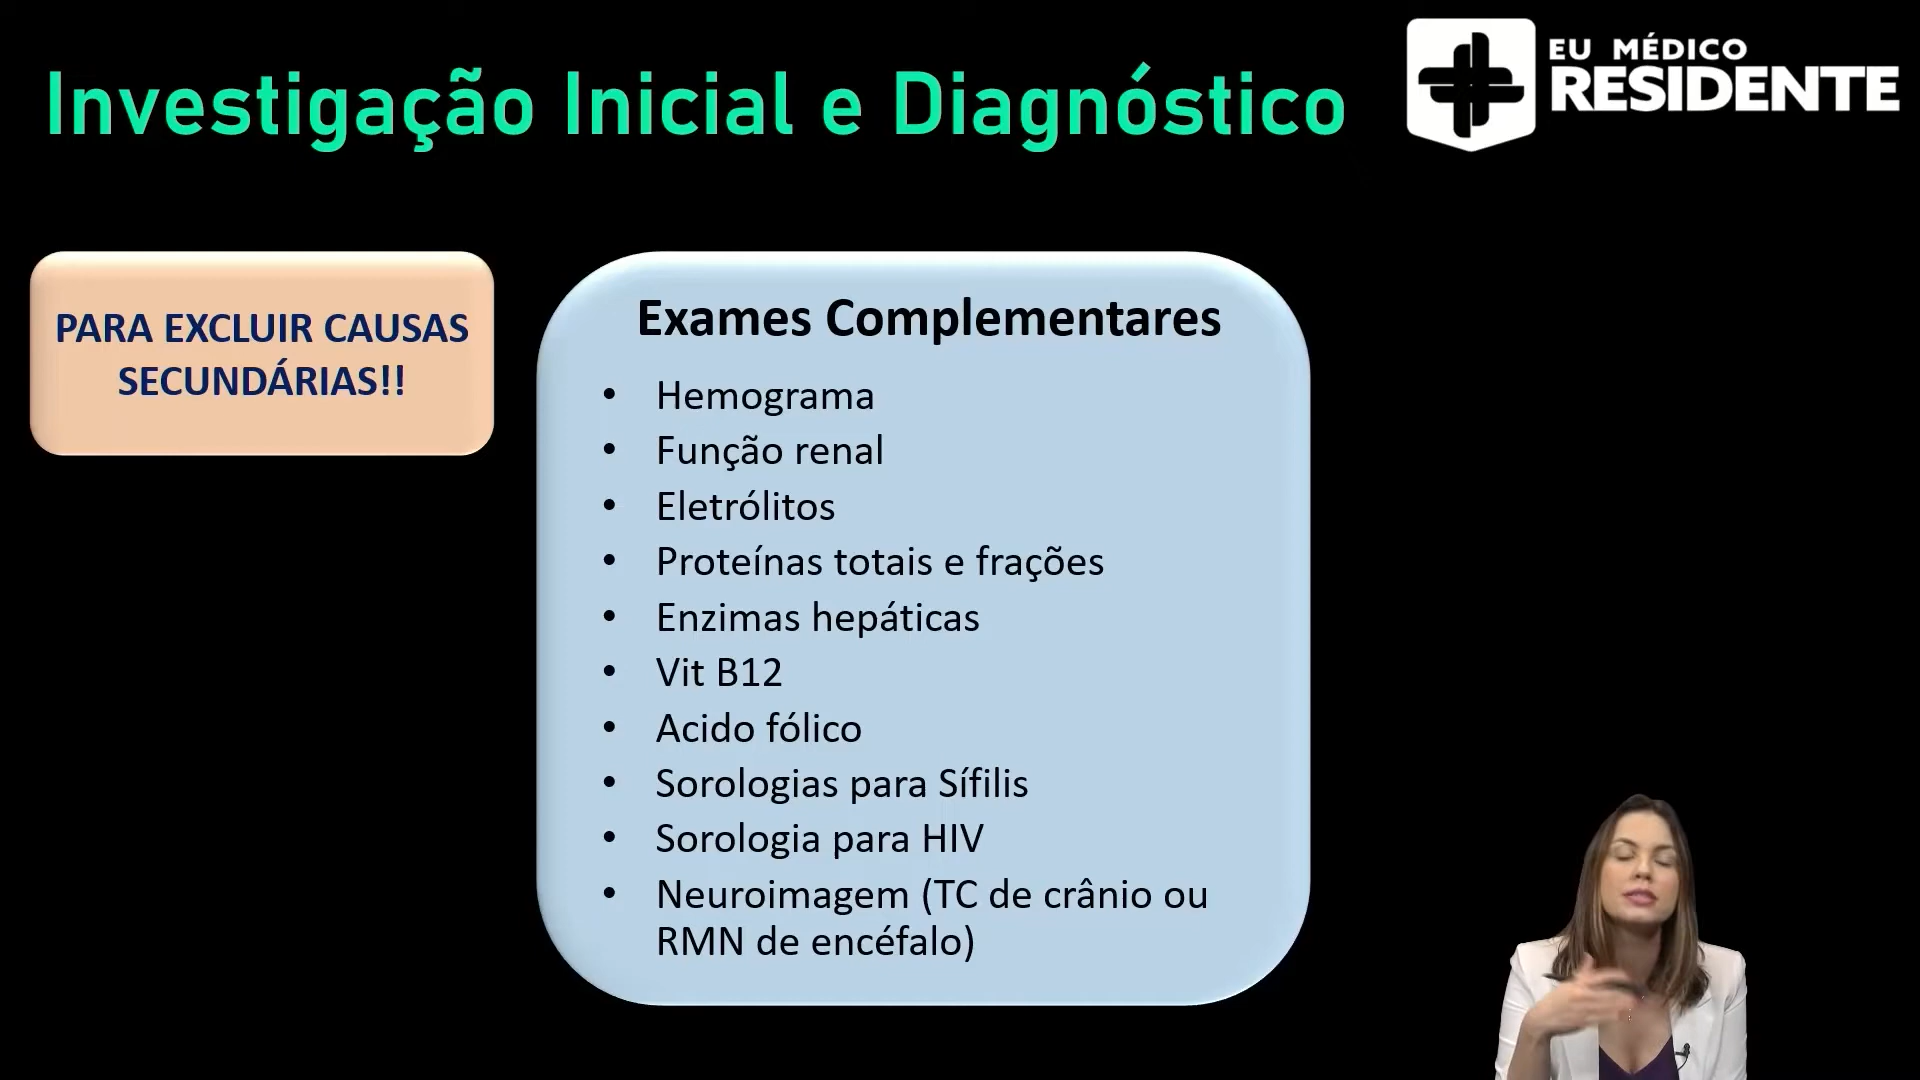 Investigação Inicial e Diagnóstico
EU MÉDICO
RESIDENTE
PARA EXCLUIR CAUSAS
SECUNDÁRIAS!!
Exames Complementares
• Hemograma
• Função renal
• Eletrólitos
• Proteínas totais e frações
• Enzimas hepáticas
• Vit B12
• Acido fólico
• Sorologias para Sífilis
• Sorologia para HIV
• Neuroimagem (TC de crânio ou
RMN de encéfalo)